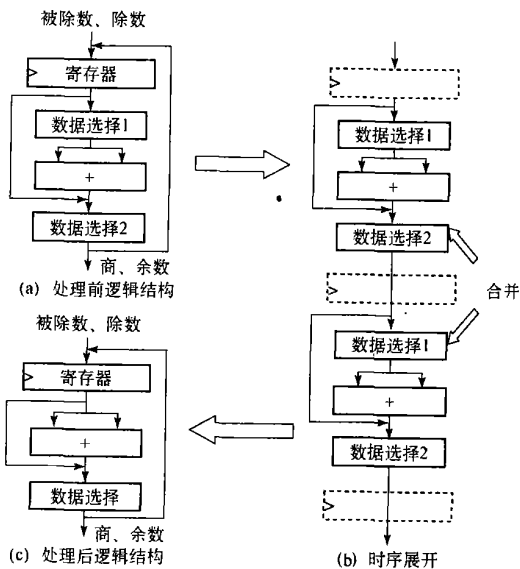 被除数、除数
寄存器
数据选择1
+
数据选择2
商、余数
(a) 处理前逻辑结构
数据选择1
+
数据选择2
合并
数据选择1
+
数据选择2
(b) 时序展开
被除数、除数
寄存器
+
数据选择
商、余数
(c) 处理后逻辑结构